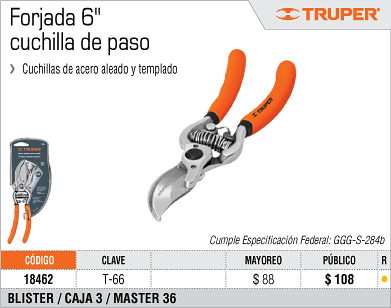 Forjada 6"
cuchilla de paso
TRUPER®
❯ Cuchillas de acero aleado y templado
TRUPER
TRUPER
Cumple Especificación Federal: GGG-S-284b
CÓDIGO CLAVE MAYOREO PÚBLICO R
18462 T-66 $ 88 $ 108
BLISTER / CAJA 3 / MASTER 36